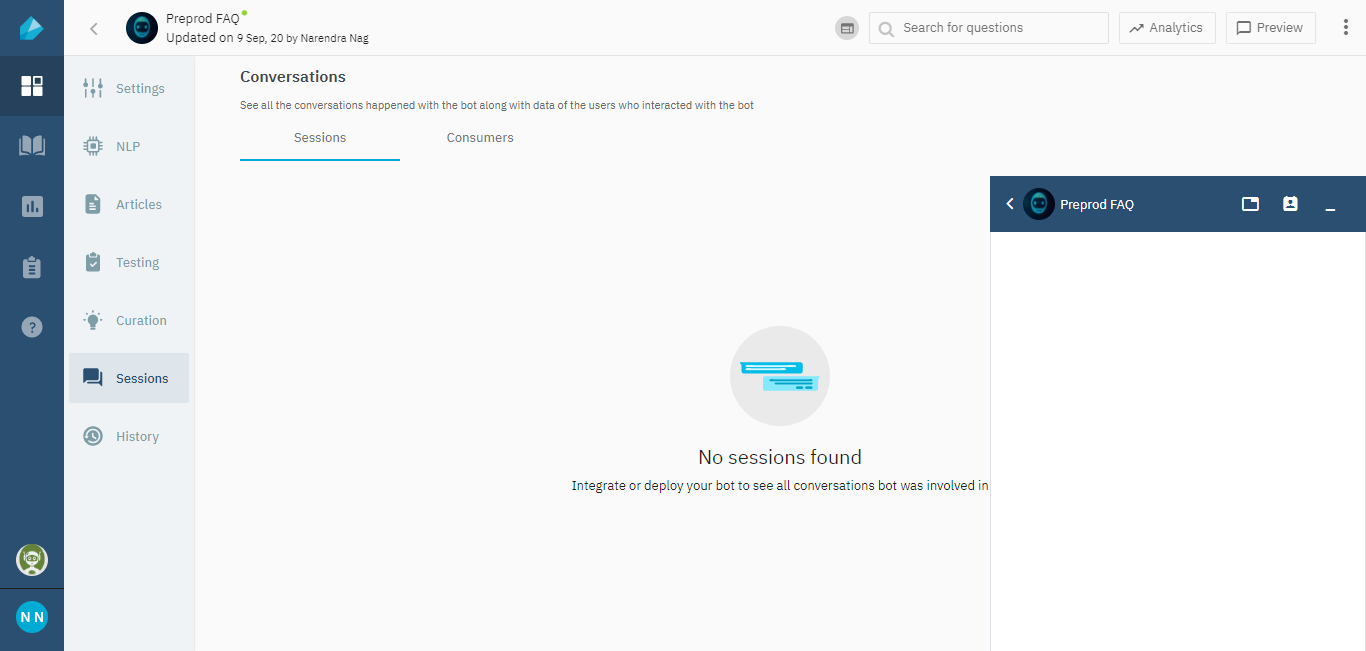 Preprod FAQ
Updated on 9 Sep, 20 by Narendra Nag
Search for questions
Analytics
Preview
Settings
NLP
Articles
Testing
Curation
Sessions
History
?
N N
Conversations
See all the conversations happened with the bot along with data of the users who interacted with the bot
Sessions
Consumers
No sessions found
Integrate or deploy your bot to see all conversations bot was involved in
Preprod FAQ